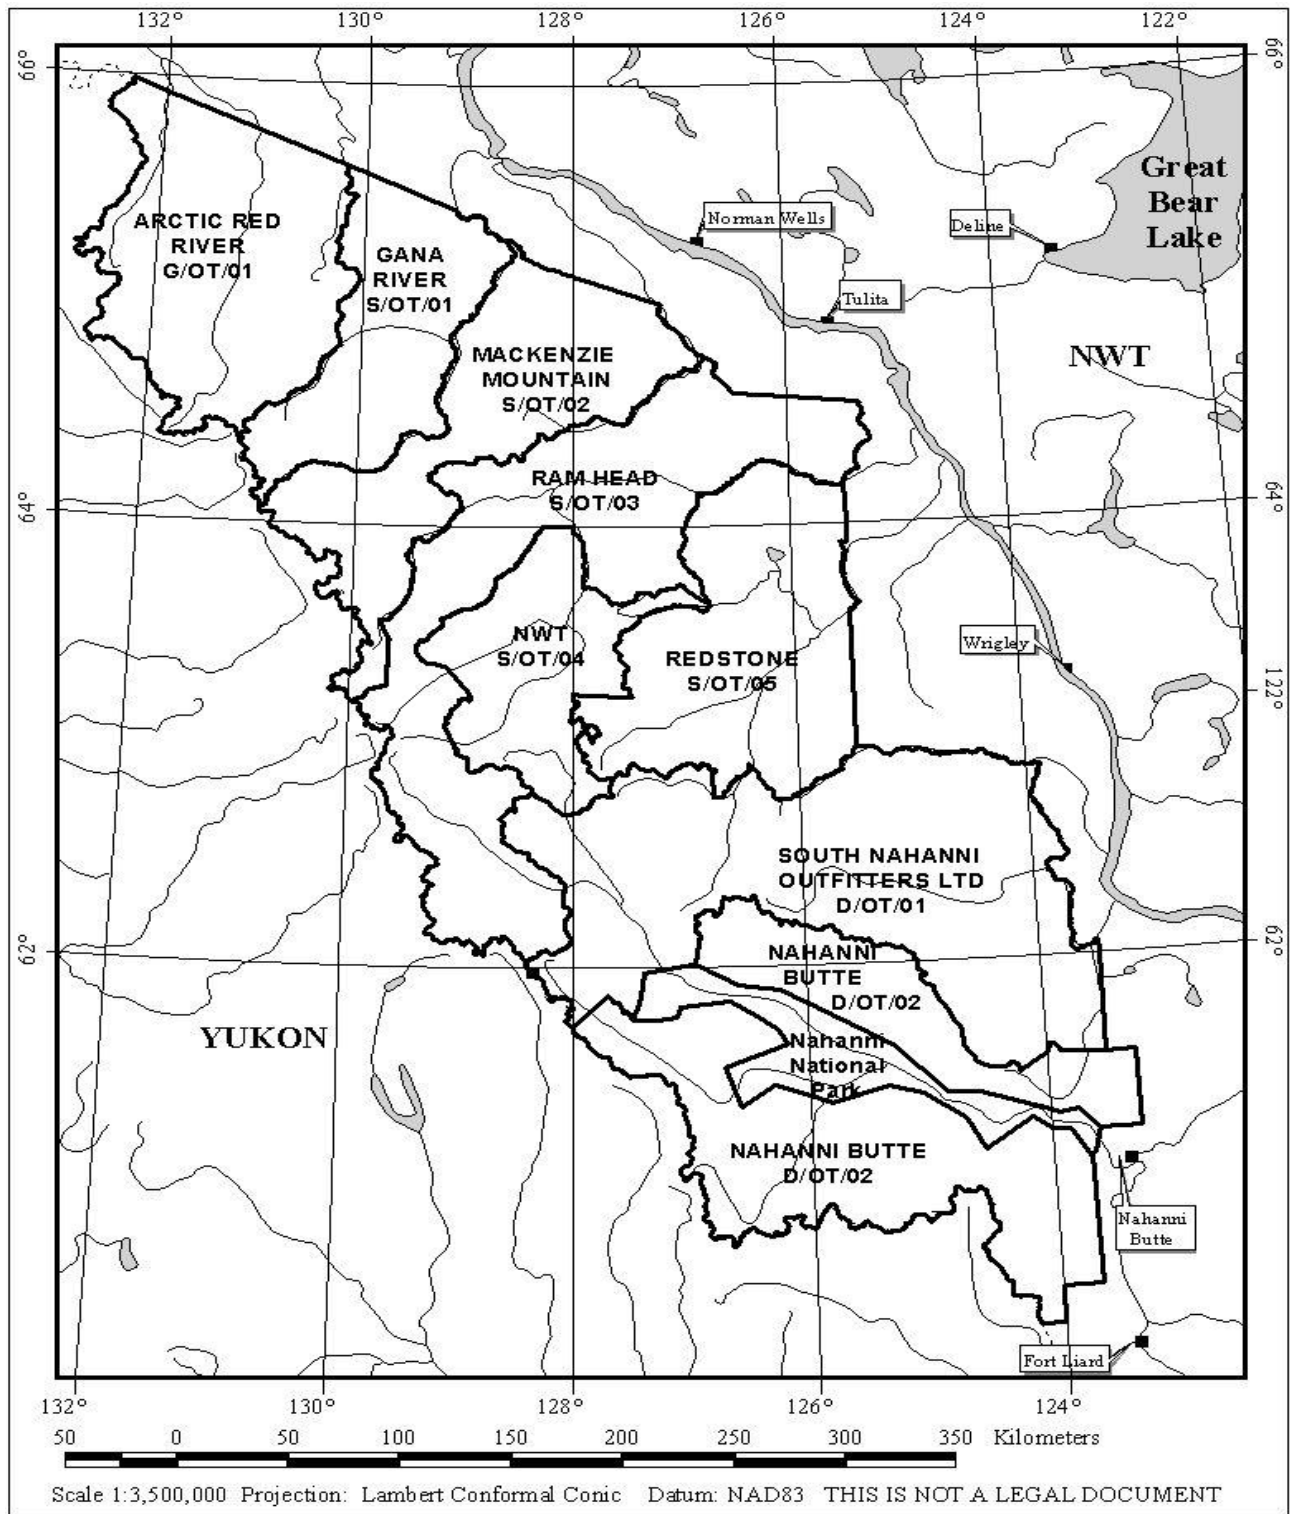 132°
130°
128°
126°
124°
122°
66°
66°
Great
Bear
Lake
Norman Wells
Deline
ARCTIC RED
RIVER
G/OT/01
GANA
RIVER
S/OT/01
Tulita
MACKENZIE
MOUNTAIN
S/OT/02
NWT
RAM HEAD
S/OT/03
64°
64°
NWT
S/OT/04
REDSTONE
S/OT/05
Wrigley
122°
SOUTH NAHANNI
OUTFITTERS LTD
D/OT/01
62°
62°
NAHANNI
BUTTE
D/OT/02
YUKON
Nahanni
National
Park
NAHANNI BUTTE
D/OT/02
Nahanni
Butte
Fort Liard
132°
130°
128°
126°
124°
50 0 50 100 150 200 250 300 350 Kilometers
Scale 1:3,500,000 Projection: Lambert Conformal Conic Datum: NAD83 THIS IS NOT A LEGAL DOCUMENT